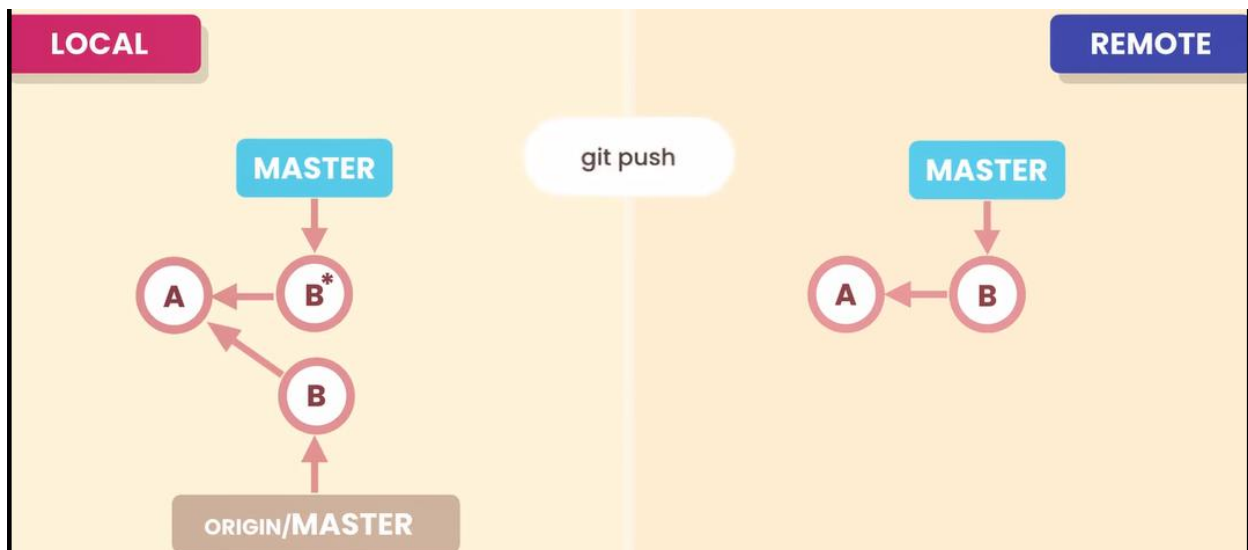 LOCAL
REMOTE
MASTER
git push
MASTER
A
B*
A
B
B
ORIGIN/MASTER